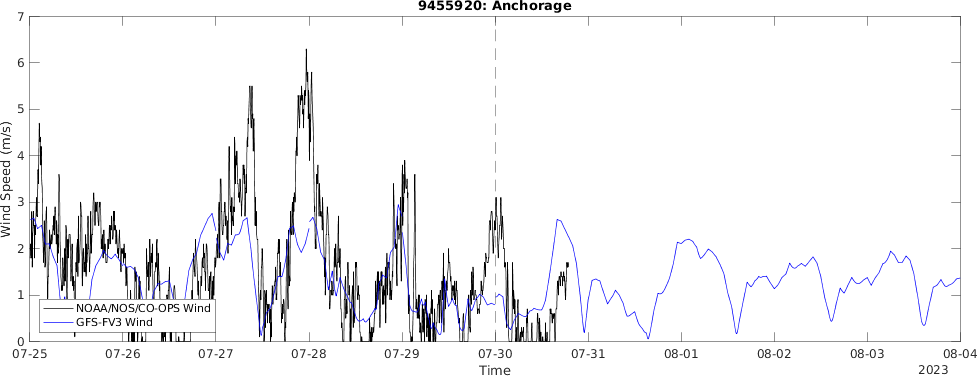 9455920: Anchorage
7
6
5
4
3
2
1
0
Wind Speed (m/s)
NOAA/NOS/CO-OPS Wind
GFS-FV3 Wind
07-25 07-26 07-27 07-28 07-29 07-30 07-31 08-01 08-02 08-03 08-04
Time
2023